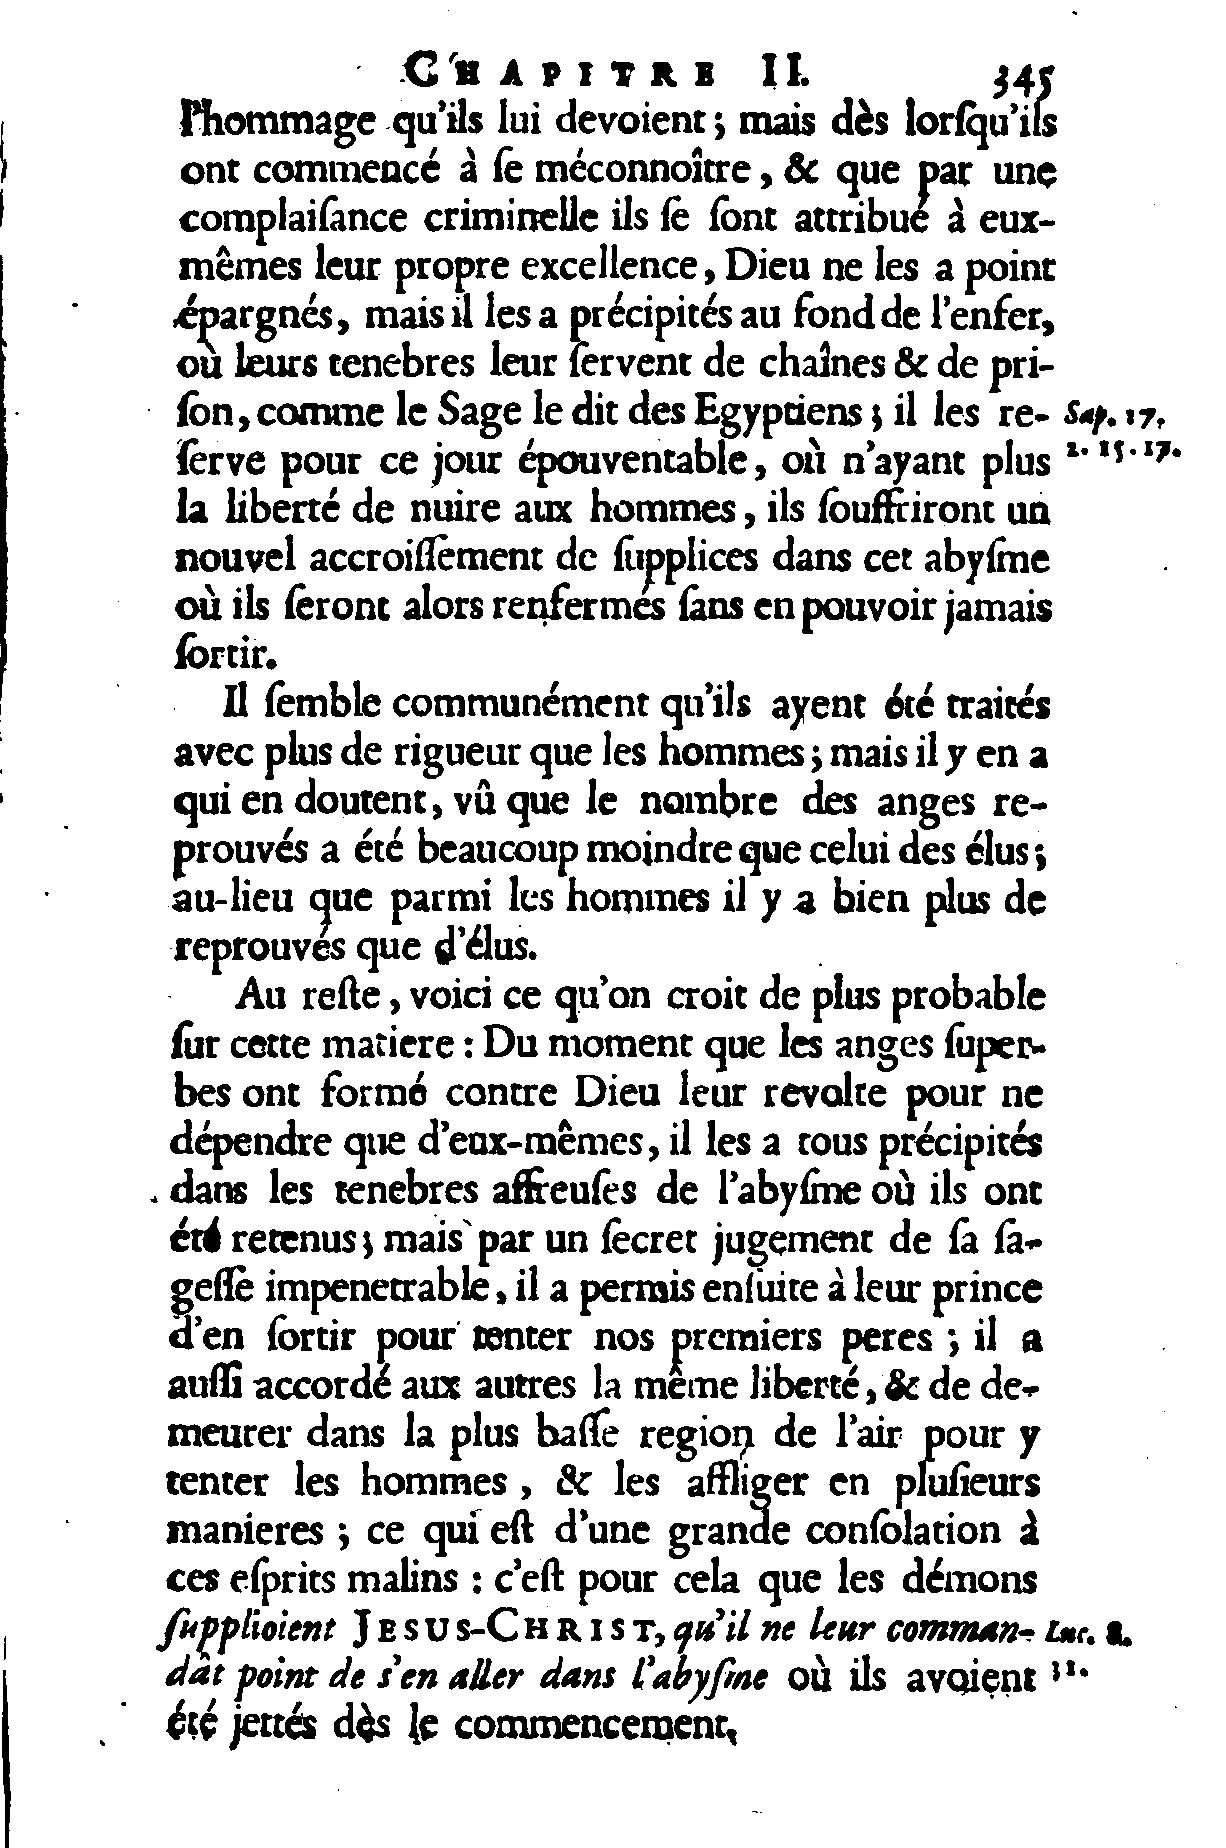 CHAPITRE II. 345
l'hommage qu'ils lui devoient ; mais dès lorſqu'ils
ont commencé à ſe méconnoître, & que par une
complaiſance criminelle ils ſe ſont attribué à eux-
mêmes leur propre excellence, Dieu ne les a point
épargnés, mais il les a précipités au fond de l'enfer,
où leurs tenebres leur ſervent de chaînes & de pri-
ſon, comme le Sage le dit des Egyptiens ; il les re- Sap. 17.
ſerve pour ce jour épouventable, où n'ayant plus 2. 15. 17.
la liberté de nuire aux hommes, ils ſouffriront un
nouvel accroiſſement de ſupplices dans cet abyſme
où ils ſeront alors renfermés ſans en pouvoir jamais
ſortir.
Il ſemble communément qu'ils ayent été traités
avec plus de rigueur que les hommes ; mais il y en a
qui en doutent, vû que le nombre des anges re-
prouvés a été beaucoup moindre que celui des élus ;
au-lieu que parmi les hommes il y a bien plus de
reprouvés que d'élus.
Au reſte, voici ce qu'on croit de plus probable
ſur cette matiere : Du moment que les anges ſuper-
bes ont formé contre Dieu leur revolte pour ne
dépendre que d'eux-mêmes, il les a tous précipités
dans les tenebres affreuſes de l'abyſme où ils ont
été retenus ; mais par un ſecret jugement de ſa ſa-
geſſe impenetrable, il a permis enſuite à leur prince
d'en ſortir pour tenter nos premiers peres ; il a
auſſi accordé aux autres la même liberté, & de de-
meurer dans la plus baſſe region de l'air pour y
tenter les hommes, & les affliger en pluſieurs
manieres ; ce qui eſt d'une grande conſolation à
ces eſprits malins : c'eſt pour cela que les démons
ſupplioient JESUS-CHRIST, qu'il ne leur comman- Luc. 8.
dât point de s'en aller dans l'abyſme où ils avoient 31.
été jettés dès le commencement,